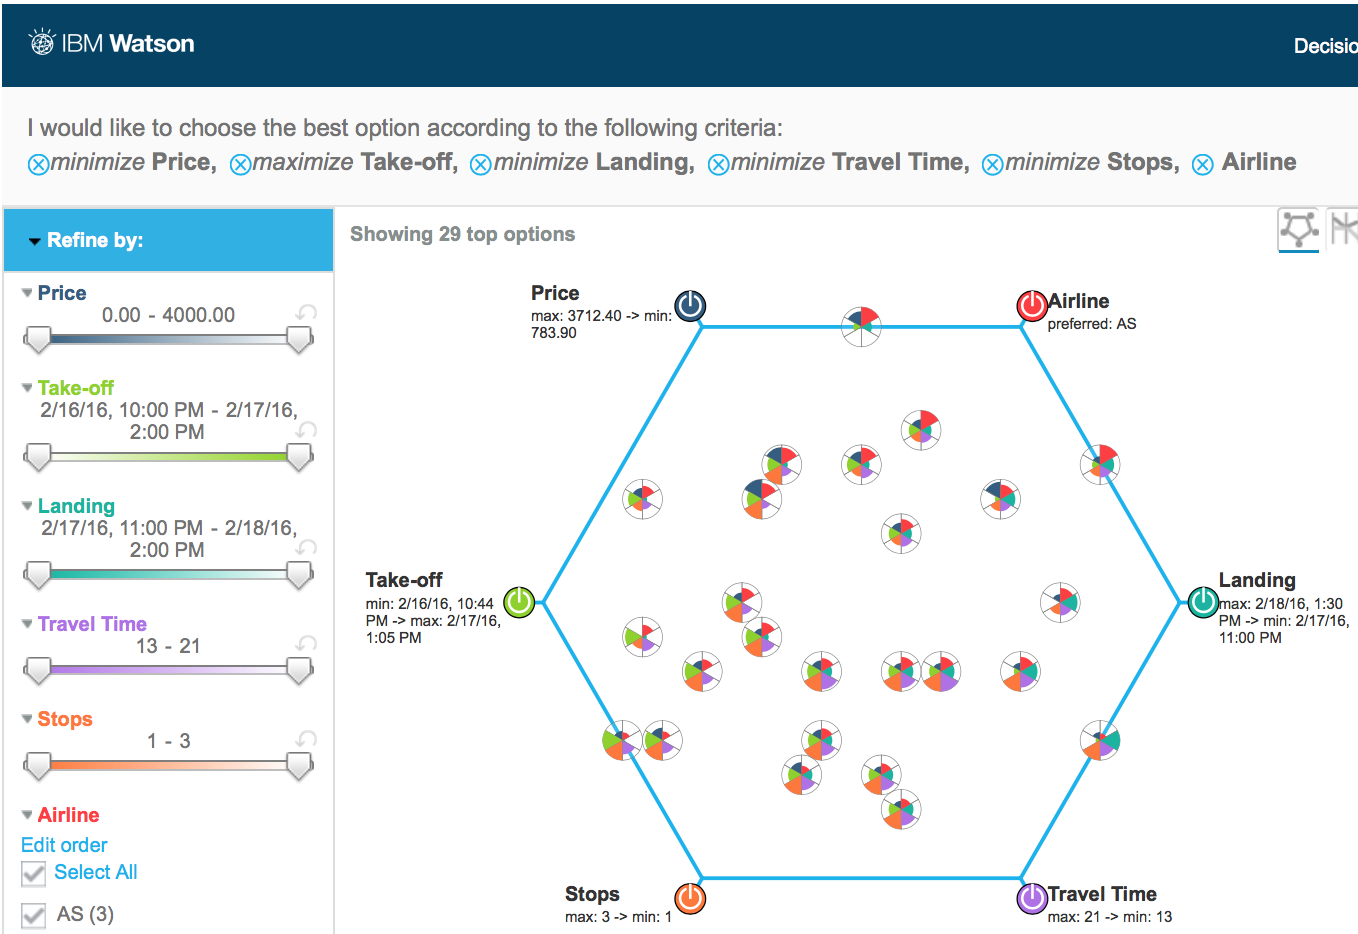 IBM Watson
Decisio
I would like to choose the best option according to the following criteria:
minimize Price, maximize Take-off, minimize Landing, minimize Travel Time, minimize Stops, Airline
Refine by:
Showing 29 top options
Price
0.00 - 4000.00
Take-off
2/16/16, 10:00 PM - 2/17/16,
2:00 PM
Landing
2/17/16, 11:00 PM - 2/18/16,
2:00 PM
Travel Time
13 - 21
Stops
1 - 3
Airline
Edit order
Select All
AS (3)
Price
max: 3712.40 -> min:
783.90
Airline
preferred: AS
Take-off
min: 2/16/16, 10:44
PM -> max: 2/17/16,
1:05 PM
Landing
max: 2/18/16, 1:30
PM -> min: 2/17/16,
11:00 PM
Stops
max: 3 -> min: 1
Travel Time
max: 21 -> min: 13